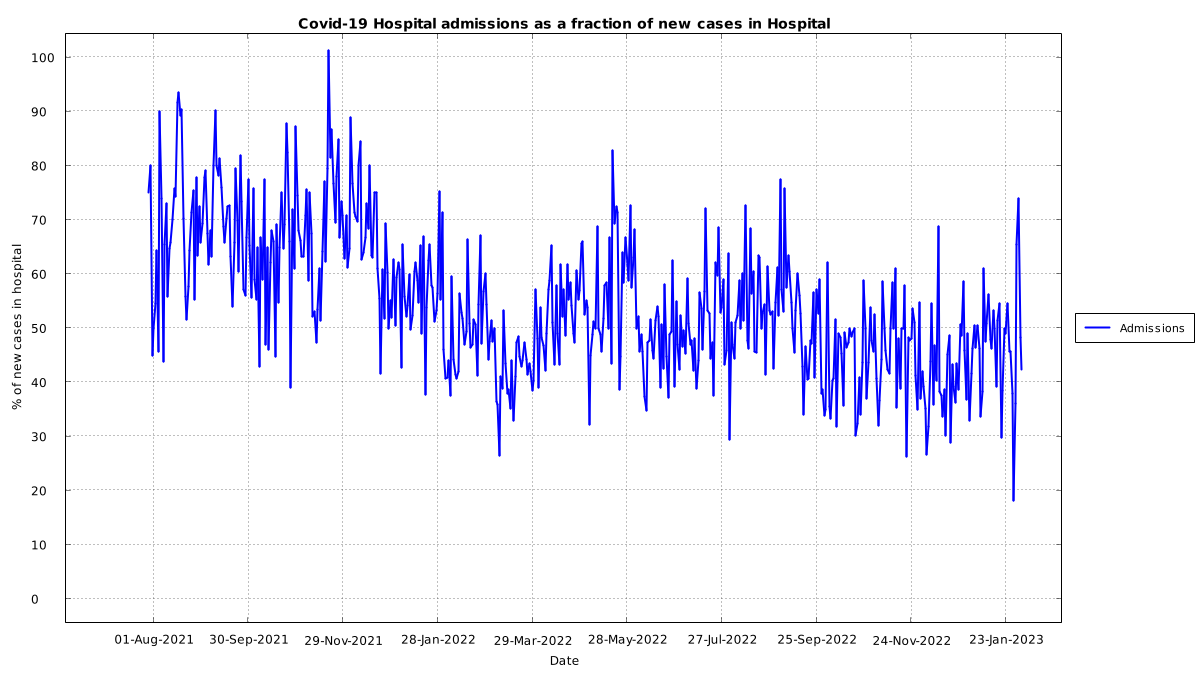 Covid-19 Hospital admissions as a fraction of new cases in Hospital
% of new cases in hospital
100
90
80
70
60
50
40
30
20
10
0
01-Aug-2021 30-Sep-2021 29-Nov-2021 28-Jan-2022 29-Mar-2022 28-May-2022 27-Jul-2022 25-Sep-2022 24-Nov-2022 23-Jan-2023
Date
Admissions